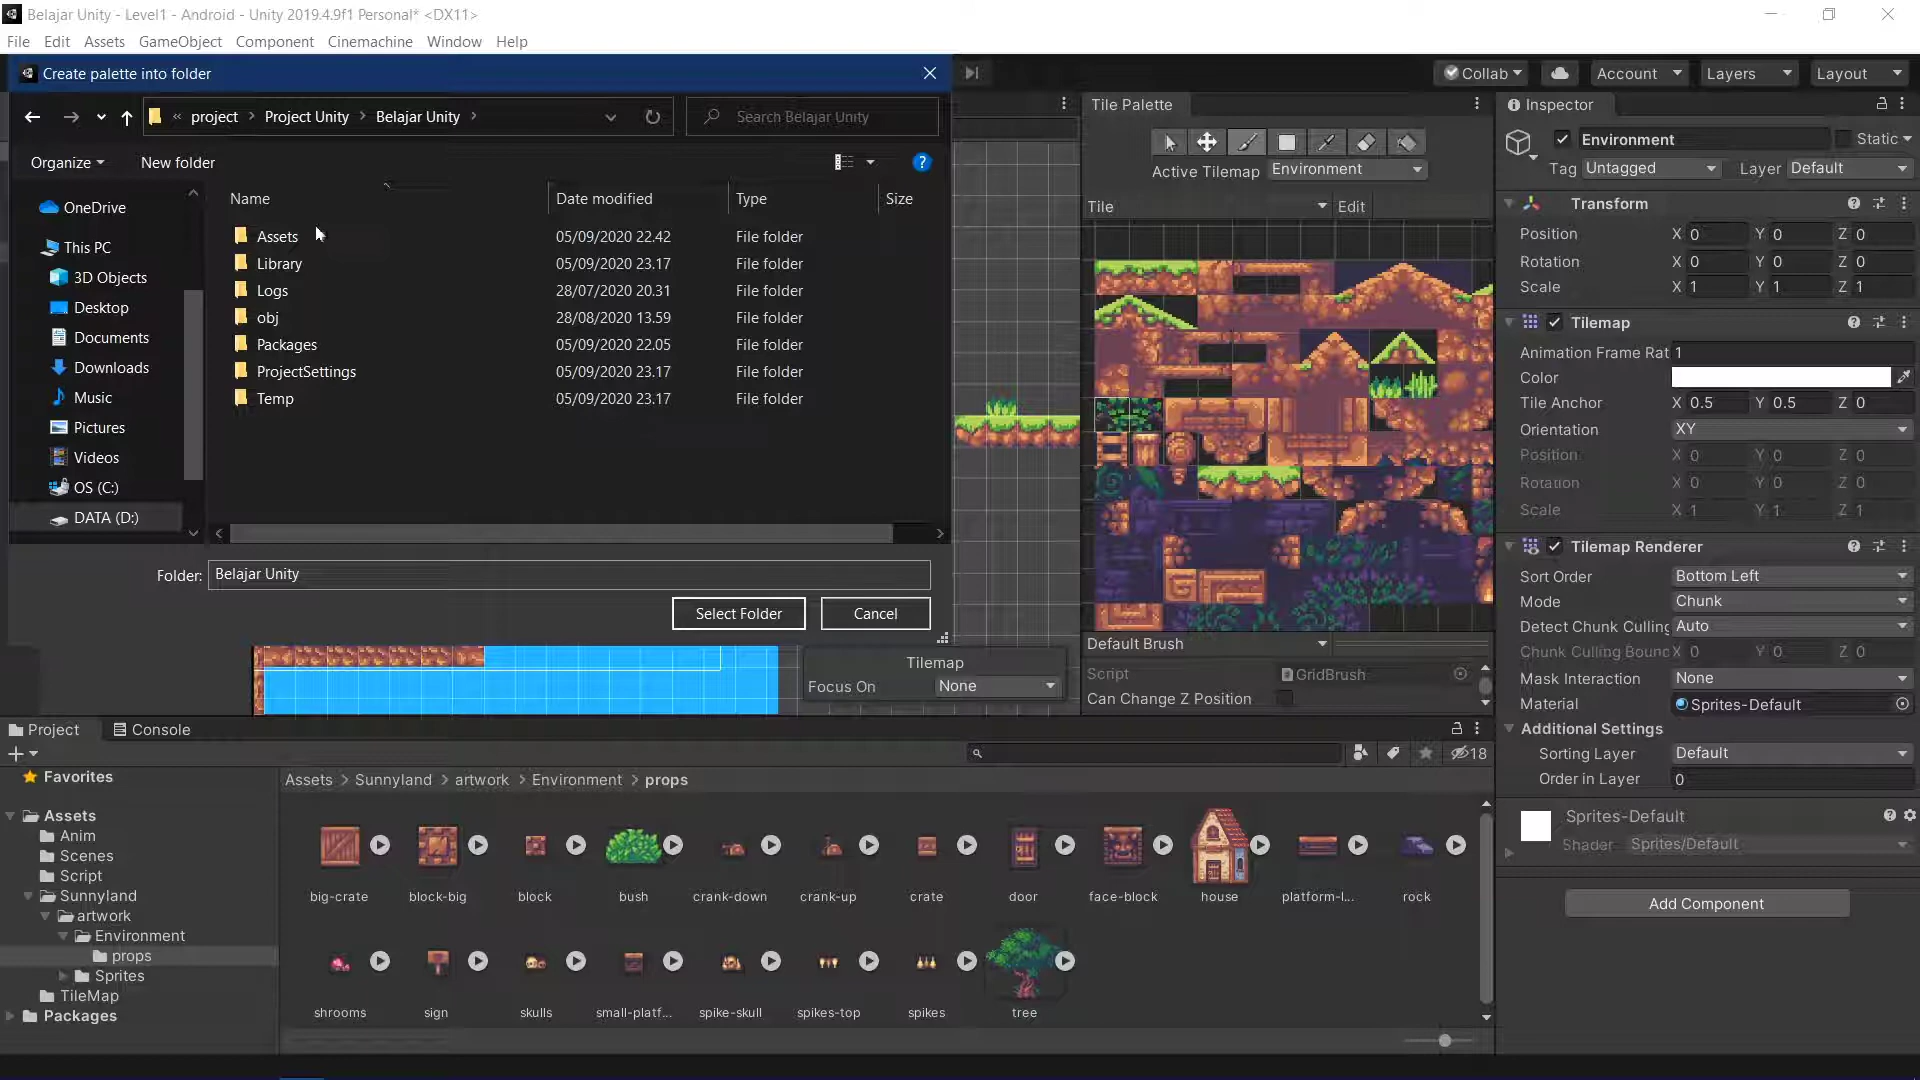 Belajar Unity - Level1 - Android - Unity 2019.4.9f1 Personal* <DX11>
File Edit Assets GameObject Component Cinemachine Window Help
Create palette into folder
« project > Project Unity > Belajar Unity >
Search Belajar Unity
Organize
New folder
Name Date modified Type Size
Assets 05/09/2020 22.42 File folder
Library 05/09/2020 23.17 File folder
Logs 28/07/2020 20.31 File folder
obj 28/08/2020 13.59 File folder
Packages 05/09/2020 22.05 File folder
ProjectSettings 05/09/2020 23.17 File folder
Temp 05/09/2020 23.17 File folder
OneDrive
This PC
3D Objects
Desktop
Documents
Downloads
Music
Pictures
Videos
OS (C:)
DATA (D:)
Folder: Belajar Unity
Select Folder
Cancel
Collab
Account
Layers
Layout
Tile Palette
Active Tilemap Environment
Tile
Edit
Default Brush
Script GridBrush
Can Change Z Position
Tilemap
Focus On None
Inspector
Environment
Static
Tag Untagged
Layer Default
Transform
Position X 0 Y 0 Z 0
Rotation X 0 Y 0 Z 0
Scale X 1 Y 1 Z 1
Tilemap
Animation Frame Rat 1
Color
Tile Anchor X 0.5 Y 0.5 Z 0
Orientation XY
Position X 0 Y 0 Z 0
Rotation X 0 Y 0 Z 0
Scale X 1 Y 1 Z 1
Tilemap Renderer
Sort Order Bottom Left
Mode Chunk
Detect Chunk Culling Auto
Chunk Culling Bounc X 0 Y 0 Z 0
Mask Interaction None
Material Sprites-Default
Additional Settings
Sorting Layer Default
Order in Layer 0
Sprites-Default
Shader Sprites/Default
Add Component
Project
Console
18
Favorites
Assets
Anim
Scenes
Script
Sunnyland
artwork
Environment
props
Sprites
TileMap
Packages
Assets > Sunnyland > artwork > Environment > props
big-crate block-big block bush crank-down crank-up crate door face-block house platform-l... rock
shrooms sign skulls small-platf... spike-skull spikes-top spikes tree